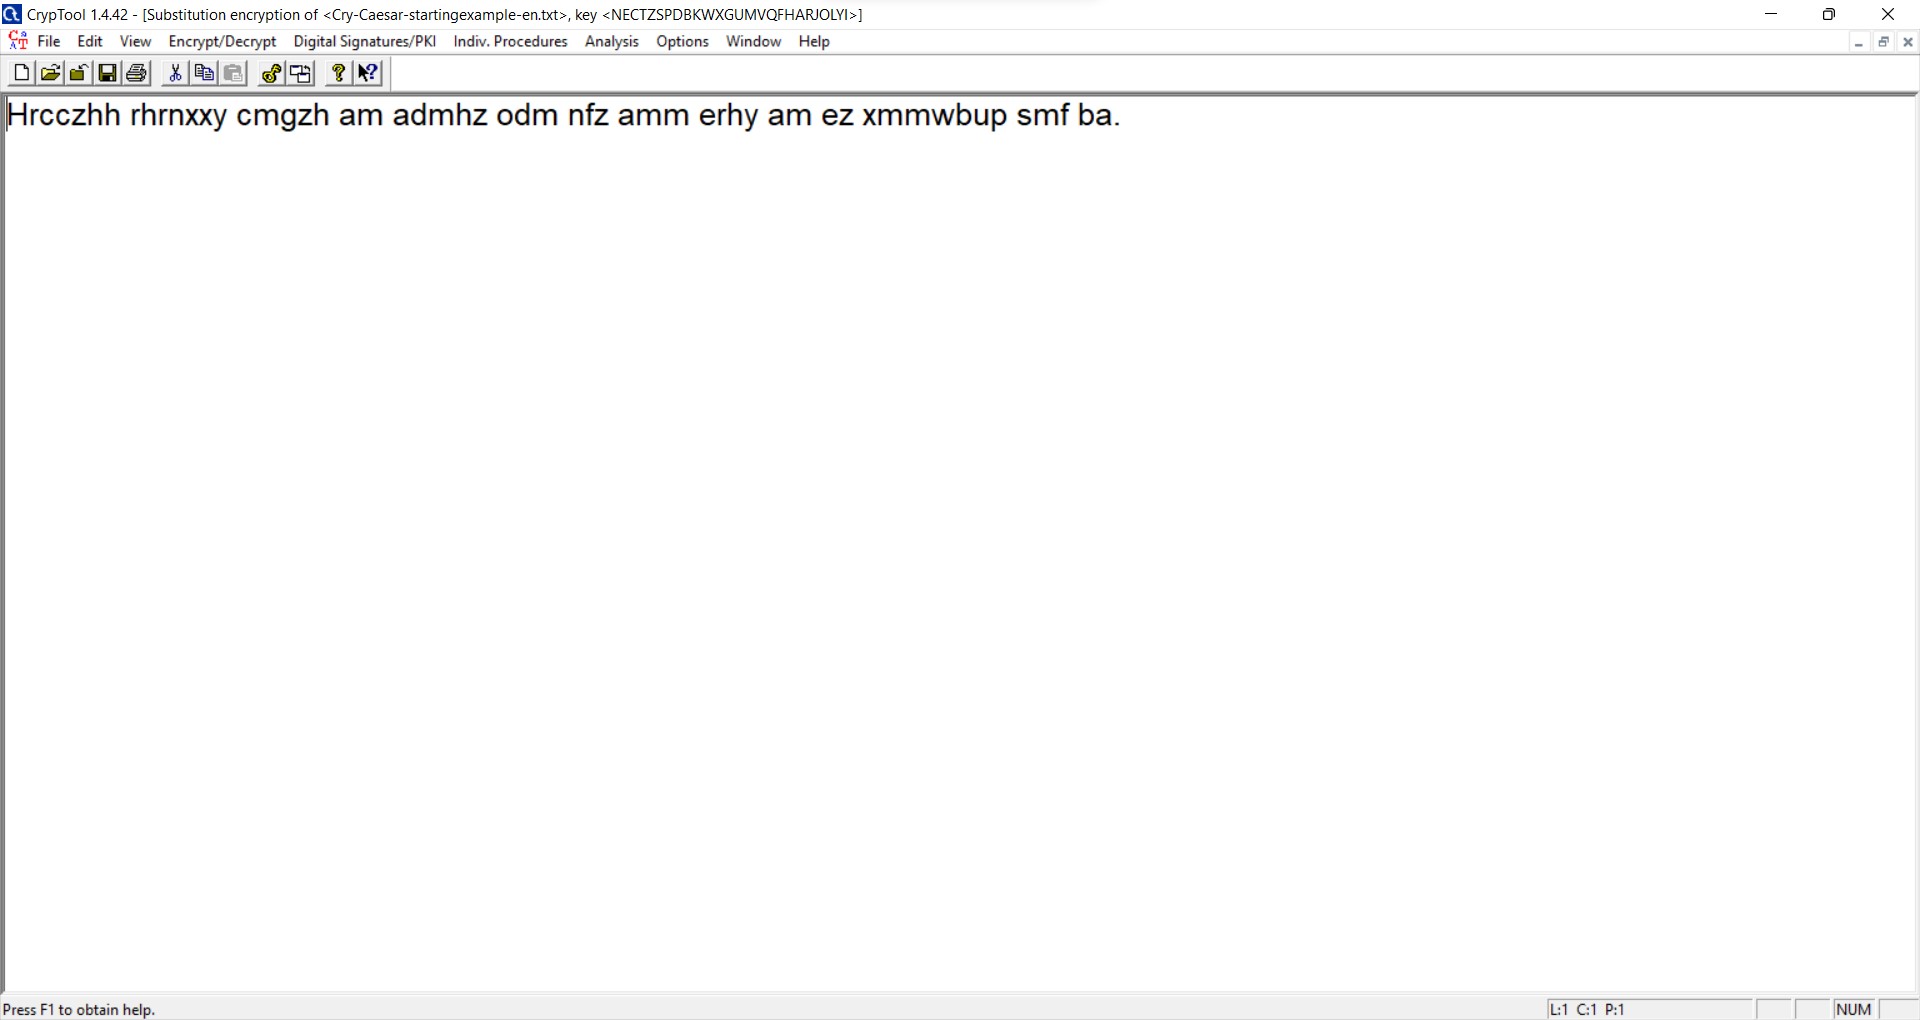 CrypTool 1.4.42 - [Substitution encryption of <Cry-Caesar-startingexample-en.txt>, key <NECTZSPDBKWXGUMVQFHARJOLYI>]
File Edit View Encrypt/Decrypt Digital Signatures/PKI Indiv. Procedures Analysis Options Window Help
Hrcczhh rhrnxxy cmgzh am admhz odm nfz amm erhy am ez xmmwbup smf ba.
Press F1 to obtain help. L:1 C:1 P:1 NUM